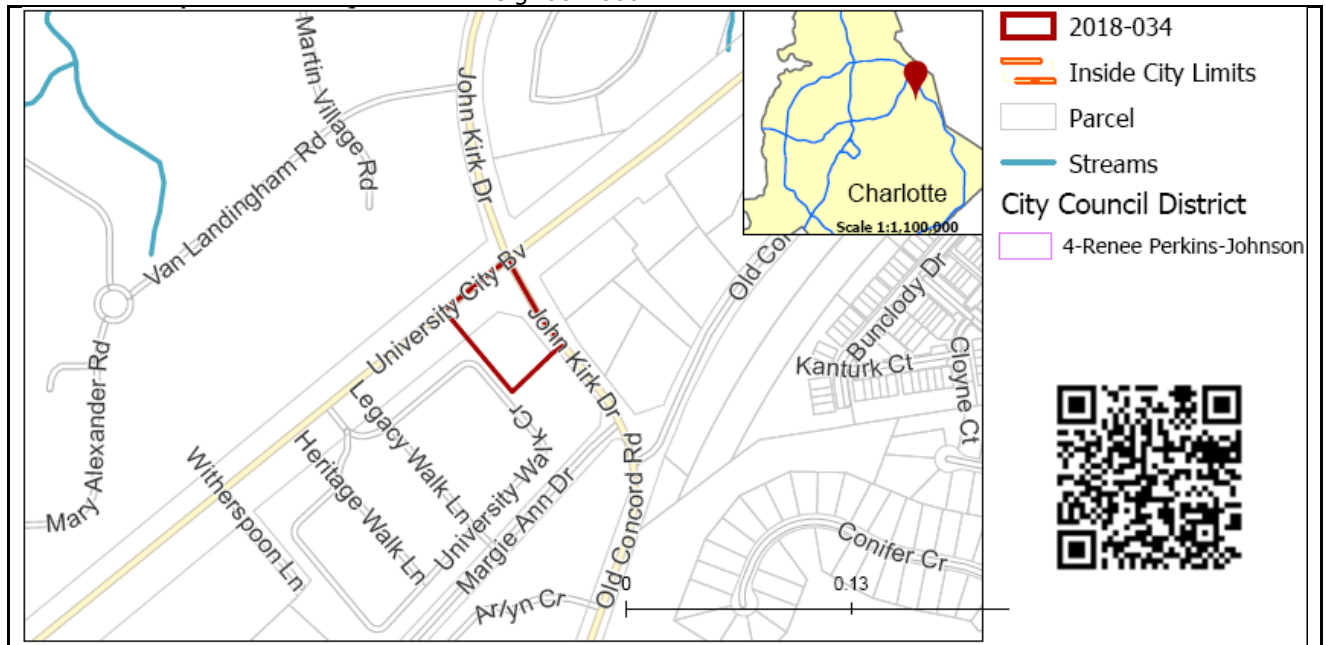 2018-034
Inside City Limits
Parcel
Streams
City Council District
4-Renee Perkins-Johnson
Charlotte
Scale 1:1,100,000
Martin Village Rd
John Kirk Dr
Van Landingham Rd
University City Bv
John Kirk Dr
Mary Alexander Rd
Legacy Walk Ln
Heritage Walk Ln
Witherspoon Ln
University Walk Cr
Margie Ann Dr
Old Concord Rd
Arlyn Cr
Bunclody Dr
Kanturk Ct
Cloyne Ct
Conifer Cr
0
0.13